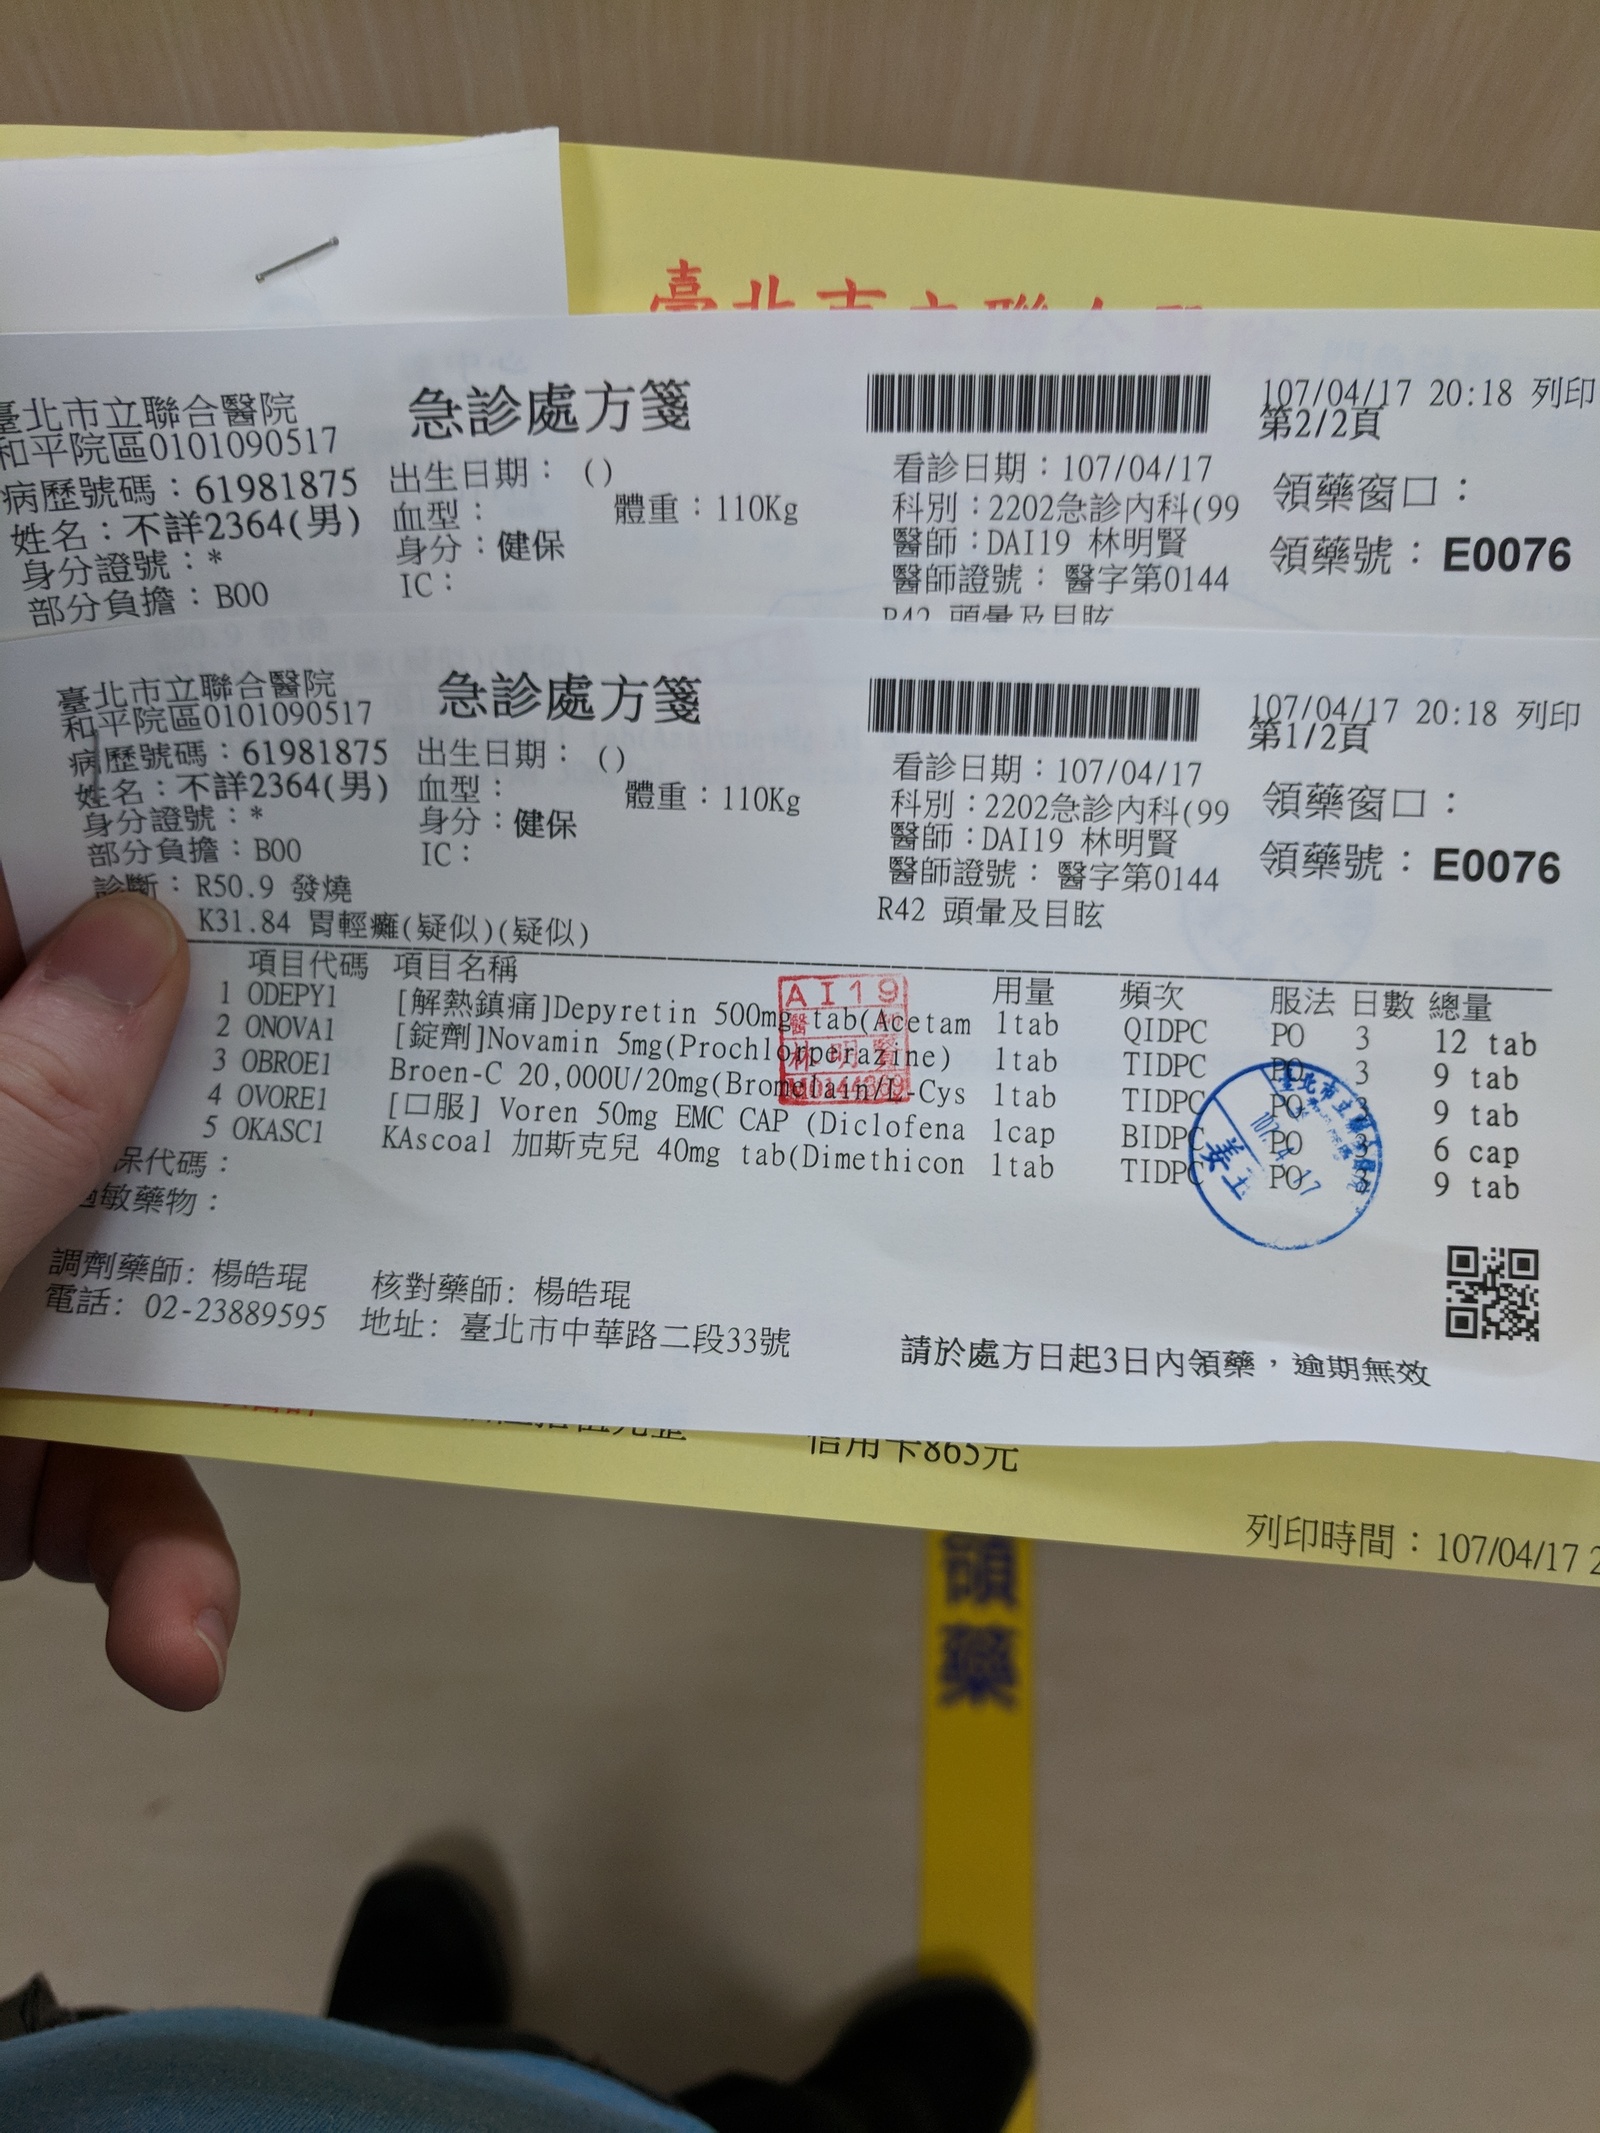 臺北市立聯合醫
臺北市立聯合醫院
和平院區0101090517
急診處方箋
107/04/17 20:18 列印
第2/2頁
病歷號碼：61981875
出生日期： ()
看診日期：107/04/17
領藥窗口：
姓名：不詳2364(男)
血型：
體重：110Kg
科別：2202急診內科(99
身分證號：*
身分：健保
醫師：DAI19 林明賢
領藥號： E0076
部分負擔：B00
IC：
醫師證號： 醫字第0144
R42 頭暈及目眩
臺北市立聯合醫院
和平院區0101090517
急診處方箋
107/04/17 20:18 列印
第1/2頁
病歷號碼：61981875
出生日期： ()
看診日期：107/04/17
領藥窗口：
姓名：不詳2364(男)
血型：
體重：110Kg
科別：2202急診內科(99
身分證號：*
身分：健保
醫師：DAI19 林明賢
領藥號： E0076
部分負擔：B00
IC：
醫師證號： 醫字第0144
診斷：R50.9 發燒
R42 頭暈及目眩
K31.84 胃輕癱(疑似)(疑似)
項目代碼 項目名稱 用量 頻次 服法 日數 總量
1 ODEPY1 [解熱鎮痛]Depyretin 500mg tab(Acetam 1tab QIDPC PO 3 12 tab
2 ONOVA1 [錠劑]Novamin 5mg(Prochlorperazine) 1tab TIDPC PO 3 9 tab
3 OBROE1 Broen-C 20,000U/20mg(Bromelain/L-Cys 1tab TIDPC PO 3 9 tab
4 OVORE1 [口服] Voren 50mg EMC CAP (Diclofena 1cap BIDPC PO 3 6 cap
5 OKASC1 KAscoal 加斯克兒 40mg tab(Dimethicon 1tab TIDPC PO 3 9 tab
AI19
林明賢
保代碼：
過敏藥物：
調劑藥師: 楊皓琨
核對藥師: 楊皓琨
電話: 02-23889595
地址: 臺北市中華路二段33號
請於處方日起3日內領藥，逾期無效
信用卡865元
列印時間：107/04/17 2
領藥